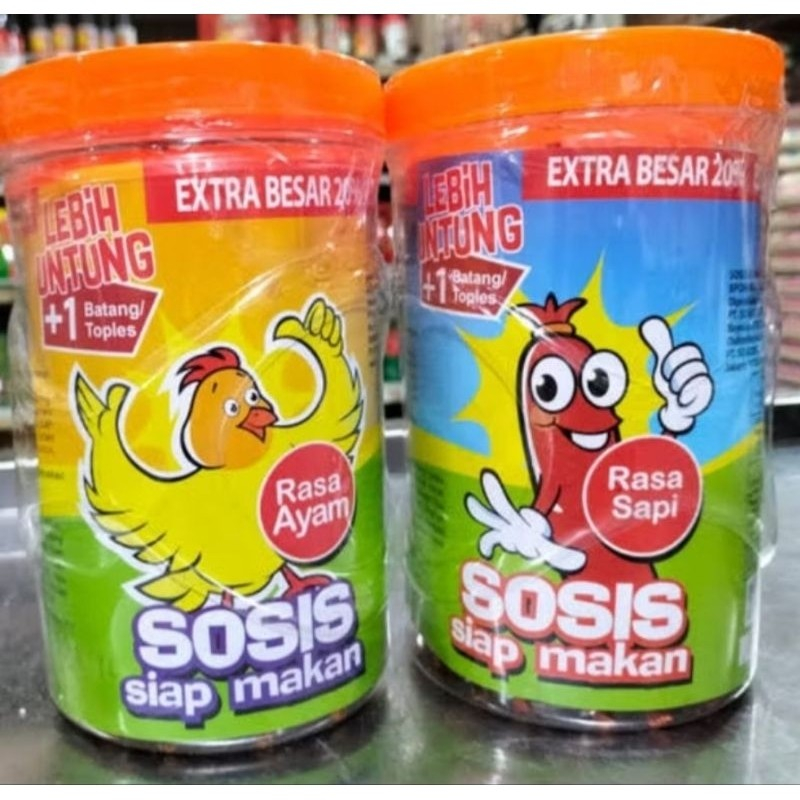 LEBIH
UNTUNG
+1 Batang/
Toples
EXTRA BESAR 20%
Rasa
Ayam
SOSIS
siap makan
LEBIH
UNTUNG
+1 Batang/
Toples
EXTRA BESAR 20%
Rasa
Sapi
SOSIS
siap makan